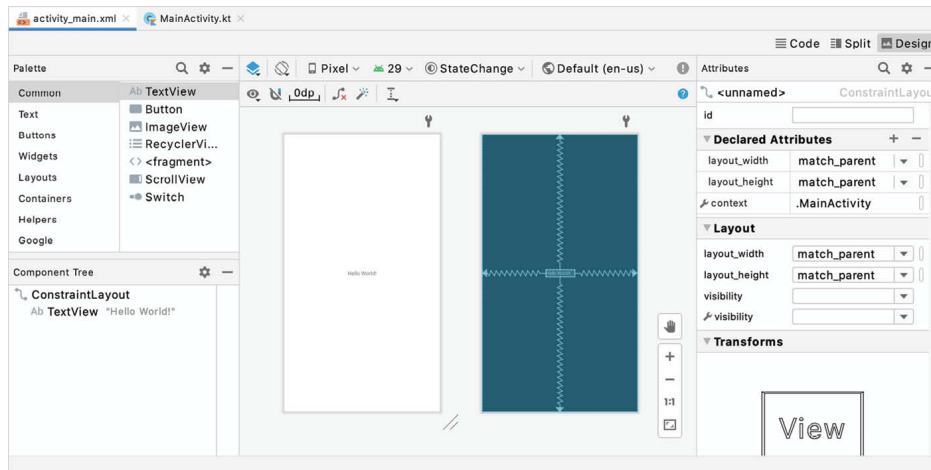 activity_main.xml
MainActivity.kt
Code Split Design
Palette
Pixel 29 StateChange Default (en-us)
Attributes
Common
Text
Buttons
Widgets
Layouts
Containers
Helpers
Google
Ab TextView
Button
ImageView
RecyclerVi...
<> <fragment>
ScrollView
Switch
0dp
<unnamed> ConstraintLayou
id
Declared Attributes
layout_width match_parent
layout_height match_parent
context .MainActivity
Layout
layout_width match_parent
layout_height match_parent
visibility
visibility
Transforms
View
Component Tree
ConstraintLayout
Ab TextView "Hello World!"
Hello World!
1:1